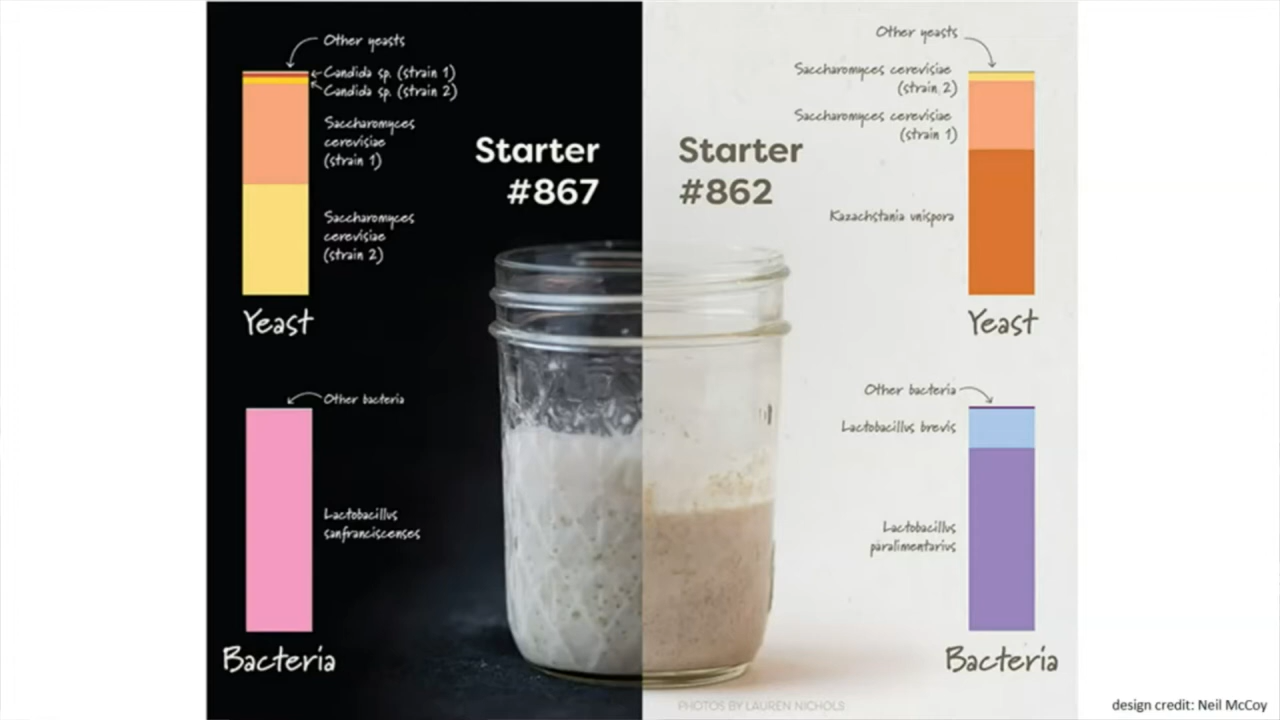 Other yeasts
Candida sp. (strain 1)
Candida sp. (strain 2)
Saccharomyces
cerevisiae
(strain 1)
Saccharomyces
cerevisiae
(strain 2)
Yeast
Starter
#867
Other bacteria
Lactobacillus
sanfranciscenses
Bacteria
Other yeasts
Saccharomyces cerevisiae
(strain 2)
Saccharomyces cerevisiae
(strain 1)
Starter
#862
Kazachstania unispora
Yeast
Other bacteria
Lactobacillus brevis
Lactobacillus
paralimentarius
Bacteria
PHOTOS BY LAUREN NICHOLS
design credit: Neil McCoy